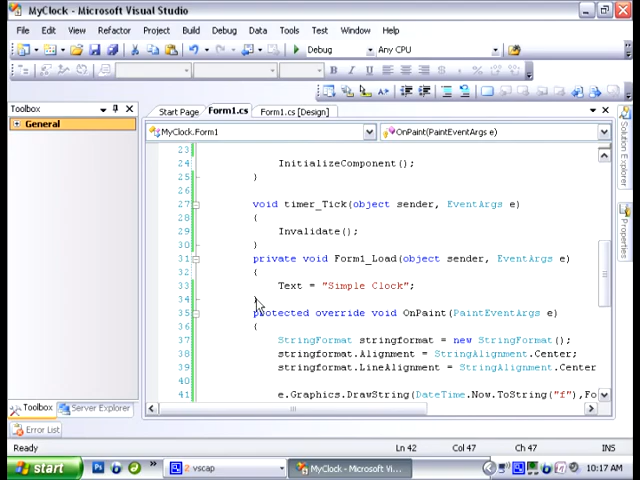 MyClock - Microsoft Visual Studio
File Edit View Refactor Project Build Debug Data Tools Test Window Help
Debug Any CPU
Toolbox
General
Start Page Form1.cs Form1.cs [Design]
MyClock.Form1 OnPaint(PaintEventArgs e)
23
24 InitializeComponent();
25 }
26
27 void timer_Tick(object sender, EventArgs e)
28 {
29 Invalidate();
30 }
31 private void Form1_Load(object sender, EventArgs e)
32 {
33 Text = "Simple Clock";
34 }
35 protected override void OnPaint(PaintEventArgs e)
36 {
37 StringFormat stringformat = new StringFormat();
38 stringformat.Alignment = StringAlignment.Center;
39 stringformat.LineAlignment = StringAlignment.Center
40
41 e.Graphics.DrawString(DateTime.Now.ToString("f"),Fo
Solution Explorer
Properties
Toolbox Server Explorer
Error List
Ready Ln 42 Col 47 Ch 47 INS
start 2 vscap MyClock - Microsoft Vis... 10:17 AM